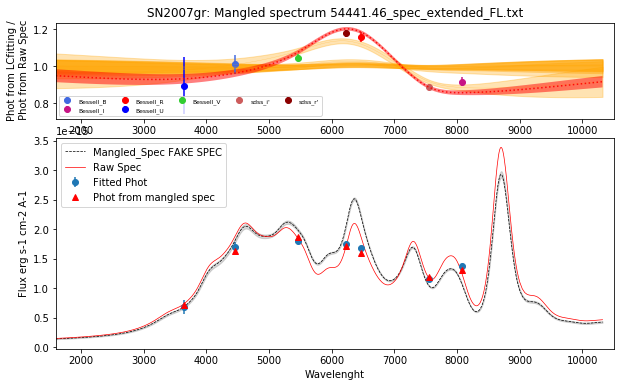 SN2007gr: Mangled spectrum 54441.46_spec_extended_FL.txt
Phot from LCfitting /
Phot from Raw Spec
1.2
1.0
0.8
Bessell_B
Bessell_I
Bessell_R
Bessell_U
Bessell_V
sdss_i'
sdss_r'
2000 3000 4000 5000 6000 7000 8000 9000 10000
Flux erg s-1 cm-2 A-1
3.5
3.0
2.5
2.0
1.5
1.0
0.5
0.0
Mangled_Spec FAKE SPEC
Raw Spec
Fitted Phot
Phot from mangled spec
2000 3000 4000 5000 6000 7000 8000 9000 10000
Wavelenght